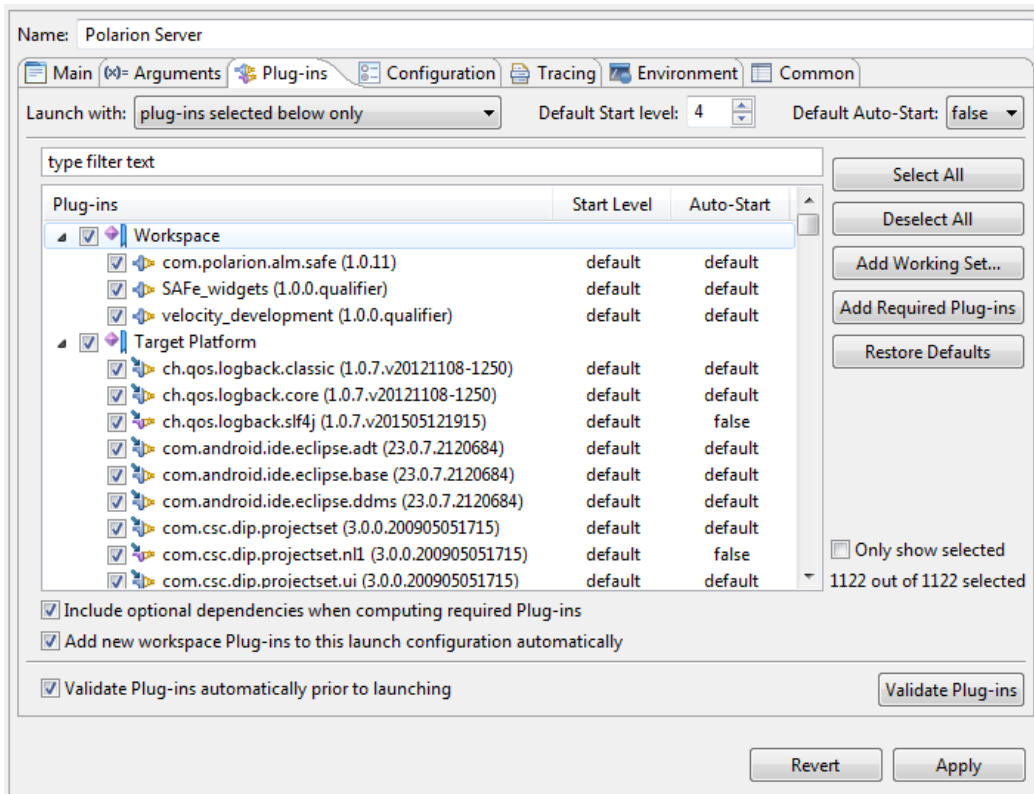 Name: Polarion Server
Main (x)= Arguments Plug-ins Configuration Tracing Environment Common
Launch with: plug-ins selected below only Default Start level: 4 Default Auto-Start: false
type filter text
Select All
Plug-ins Start Level Auto-Start
Deselect All
Workspace
com.polarion.alm.safe (1.0.11) default default
Add Working Set...
SAFe_widgets (1.0.0.qualifier) default default
velocity_development (1.0.0.qualifier) default default
Add Required Plug-ins
Target Platform
Restore Defaults
ch.qos.logback.classic (1.0.7.v20121108-1250) default default
ch.qos.logback.core (1.0.7.v20121108-1250) default default
ch.qos.logback.slf4j (1.0.7.v201505121915) default false
com.android.ide.eclipse.adt (23.0.7.2120684) default default
com.android.ide.eclipse.base (23.0.7.2120684) default default
com.android.ide.eclipse.ddms (23.0.7.2120684) default default
com.csc.dip.projectset (3.0.0.200905051715) default default
com.csc.dip.projectset.nl1 (3.0.0.200905051715) default false
Only show selected
com.csc.dip.projectset.ui (3.0.0.200905051715) default default
1122 out of 1122 selected
Include optional dependencies when computing required Plug-ins
Add new workspace Plug-ins to this launch configuration automatically
Validate Plug-ins automatically prior to launching
Validate Plug-ins
Revert Apply